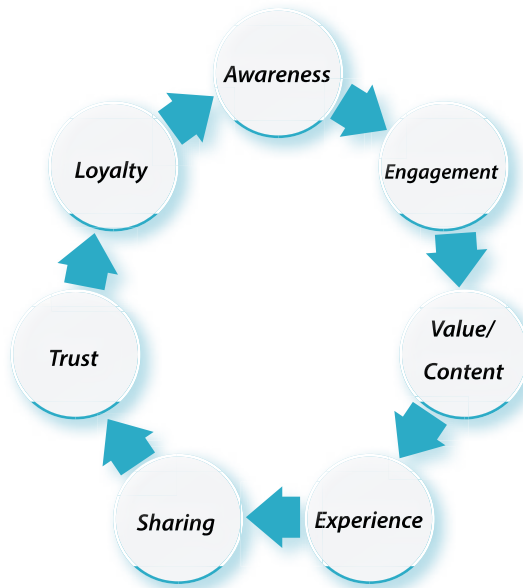 Awareness
Engagement
Value/
Content
Experience
Sharing
Trust
Loyalty